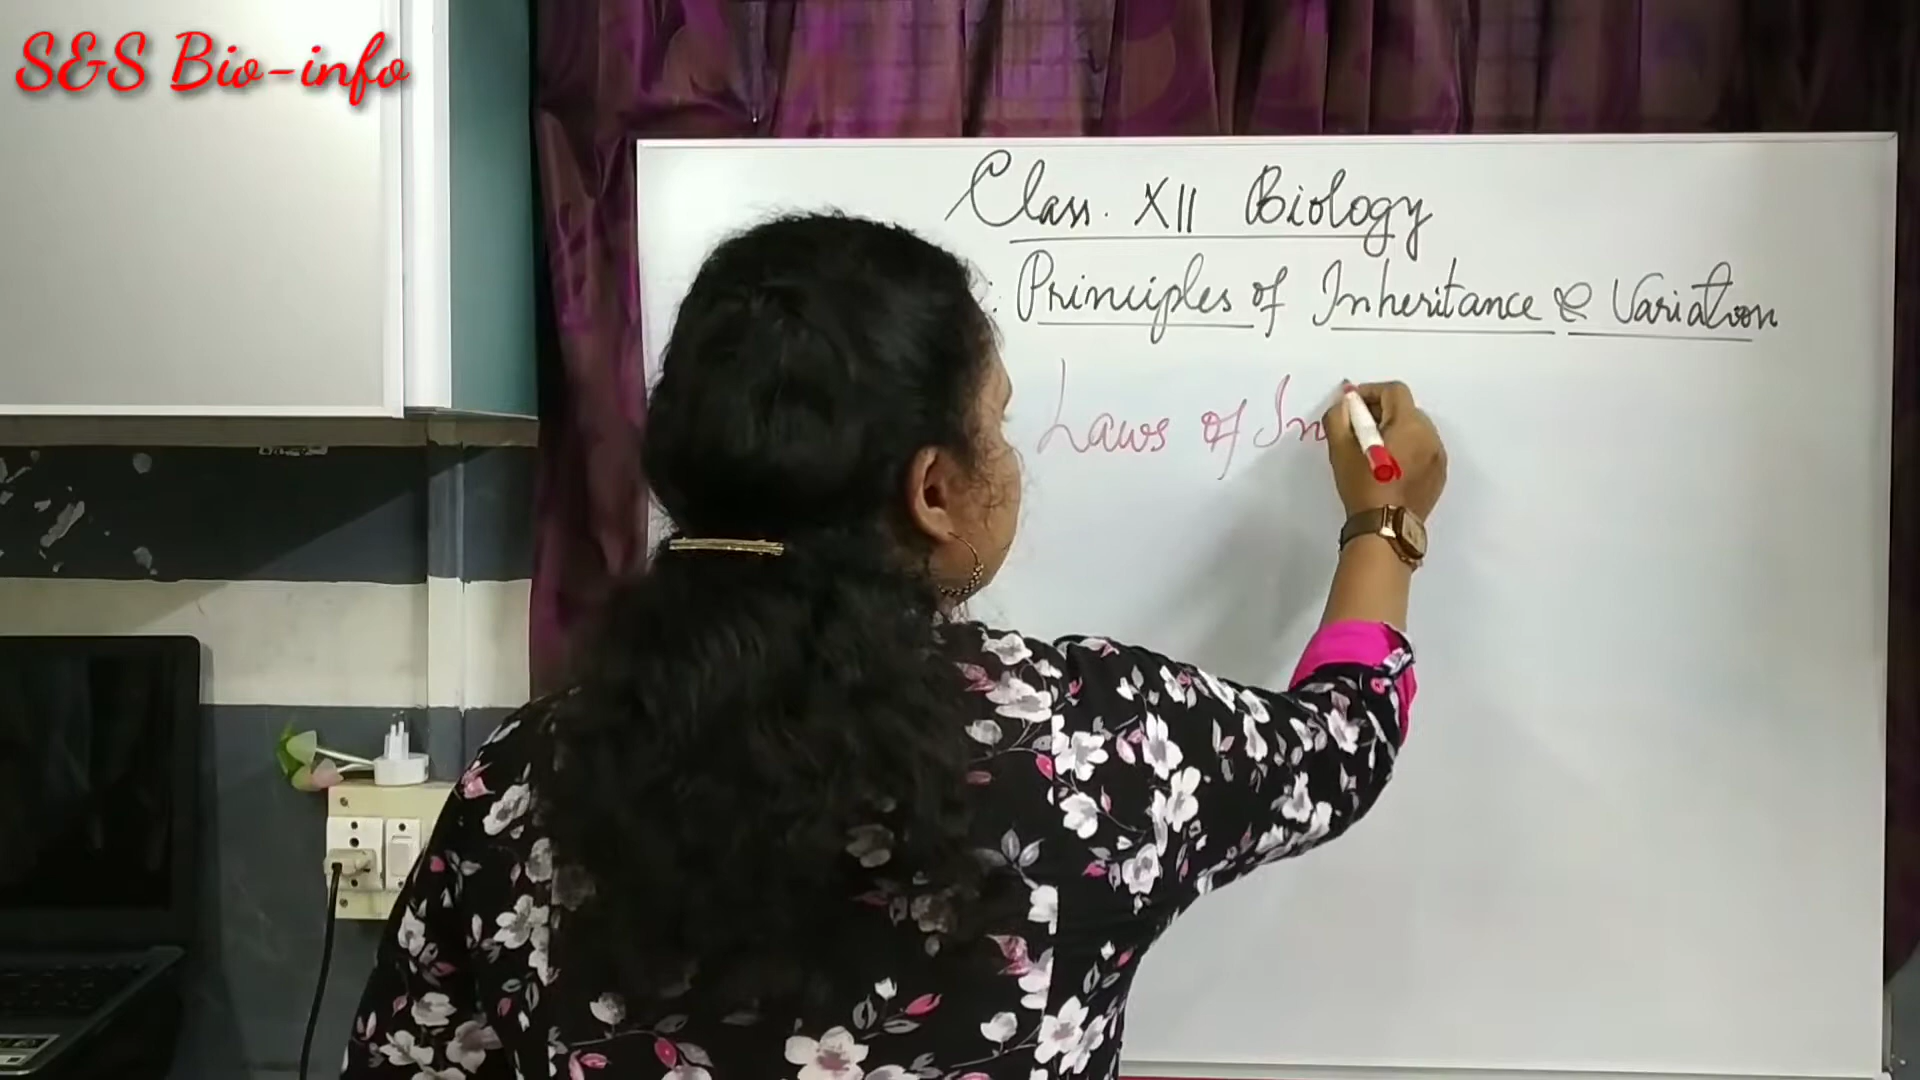 S&S Bio-info
Class. XII Biology
: Principles of Inheritance & Variation
Laws of In